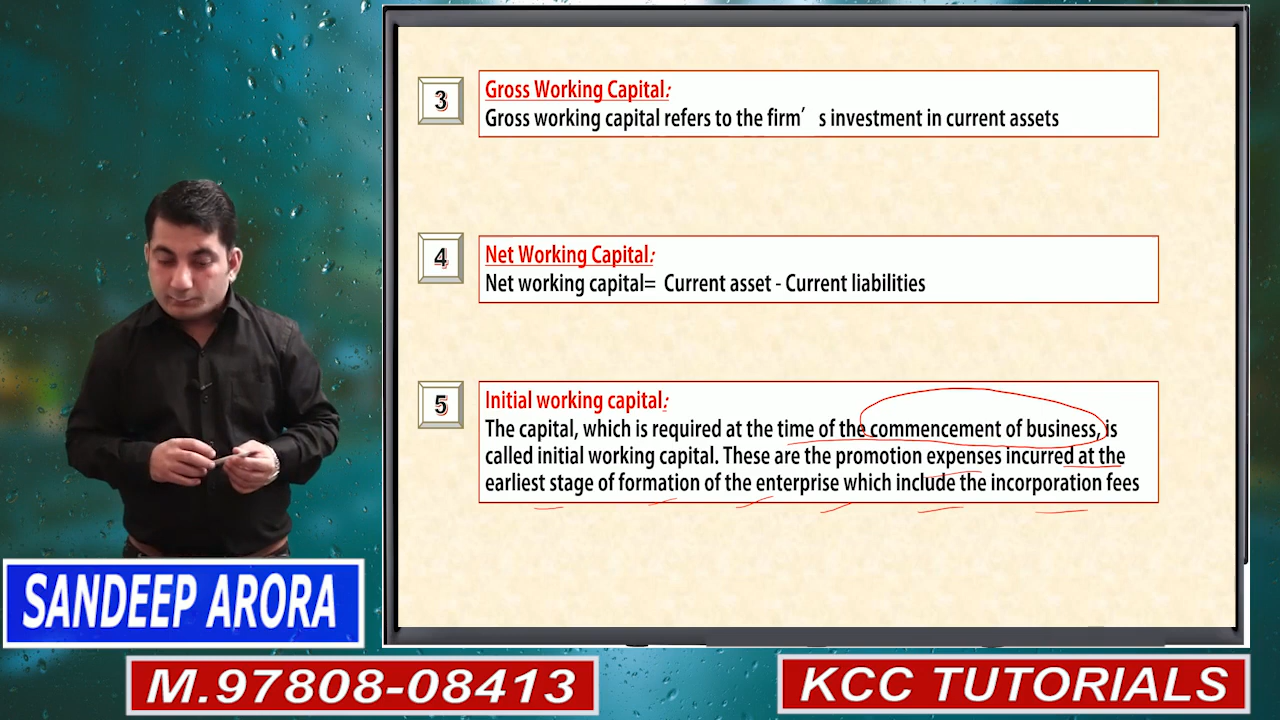 3
Gross Working Capital:
Gross working capital refers to the firm’ s investment in current assets
4
Net Working Capital:
Net working capital= Current asset - Current liabilities
5
Initial working capital:
The capital, which is required at the time of the commencement of business, is
called initial working capital. These are the promotion expenses incurred at the
earliest stage of formation of the enterprise which include the incorporation fees
SANDEEP ARORA
M.97808-08413
KCC TUTORIALS